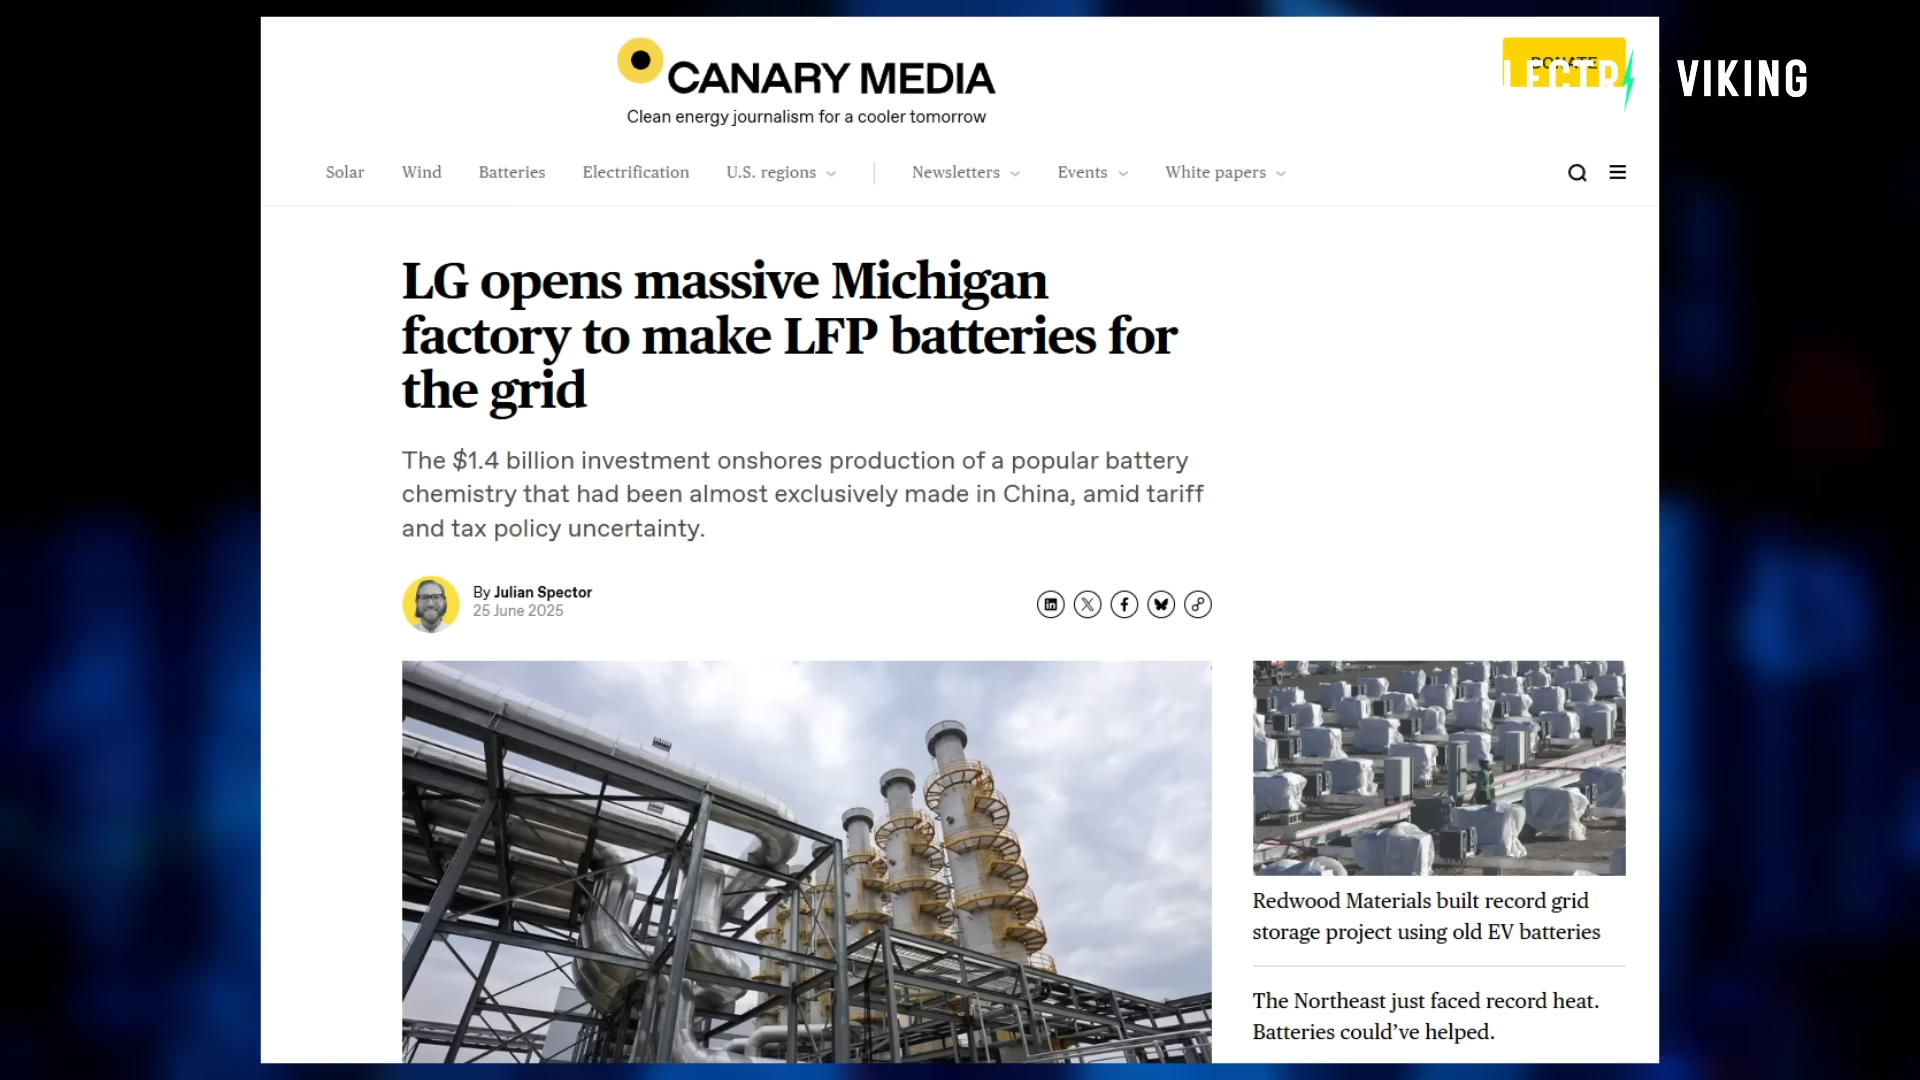 CANARY MEDIA
Clean energy journalism for a cooler tomorrow
DONATE
VIKING
Solar
Wind
Batteries
Electrification
U.S. regions
Newsletters
Events
White papers
LG opens massive Michigan
factory to make LFP batteries for
the grid
The $1.4 billion investment onshores production of a popular battery
chemistry that had been almost exclusively made in China, amid tariff
and tax policy uncertainty.
By Julian Spector
25 June 2025
Redwood Materials built record grid
storage project using old EV batteries
The Northeast just faced record heat.
Batteries could’ve helped.